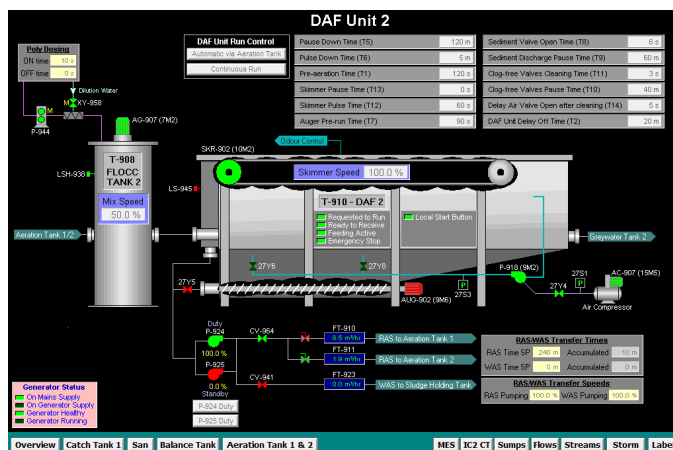 DAF Unit 2
Poly Dosing
ON time 10 s
OFF time 0 s
DAF Unit Run Control
Automatic via Aeration Tank
Continuous Run
Pause Down Time (T5) 120 m
Pulse Down Time (T6) 5 m
Pre-aeration Time (T1) 120 s
Skimmer Pause Time (T13) 0 s
Skimmer Pulse Time (T12) 60 s
Auger Pre-run Time (T7) 90 s
Sediment Valve Open Time (T8) 6 s
Sediment Discharge Pause Time (T9) 60 m
Clog-free Valves Cleaning Time (T11) 3 s
Clog-free Valves Pause Time (T10) 40 m
Delay Air Valve Open after cleaning (T14) 5 s
DAF Unit Delay Off Time (T2) 20 m
Dilution Water
M XY-958
M
P-944
AG-907 (7M2)
SKR-902 (10M2)
Odour Control
T-908
FLOCC
TANK 2
LSH-938
Mix Speed
50.0 %
LS-945
Skimmer Speed 100.0 %
T-910 - DAF 2
Requested to Run
Ready to Receive
Feeding Active
Emergency Stop
Local Start Button
Aeration Tank 1/2
Greywater Tank 2
27Y6
27Y8
27Y5
P-918 (9M2)
P
27S3
27S1
P
27Y4
AC-907 (15M5)
Air Compressor
AUG-902 (9M6)
Duty
P-924
100.0 %
P-925
0.0 %
Standby
CV-964
CV-941
FT-910
8.5 m³/hr
RAS to Aeration Tank 1
FT-911
1.9 m³/hr
RAS to Aeration Tank 2
FT-923
0.0 m³/hr
WAS to Sludge Holding Tank
P-924 Duty
P-925 Duty
RAS/WAS Transfer Times
RAS Time SP 240 m Accumulated 10 m
WAS Time SP 0 m Accumulated 0 m
RAS/WAS Transfer Speeds
RAS Pumping 100.0 % WAS Pumping 100.0 %
Generator Status
On Mains Supply
On Generator Supply
Generator Healthy
Generator Running
Overview Catch Tank 1 San Balance Tank Aeration Tank 1 & 2 MES IC2 CT Sumps Flows Streams Storm Labe